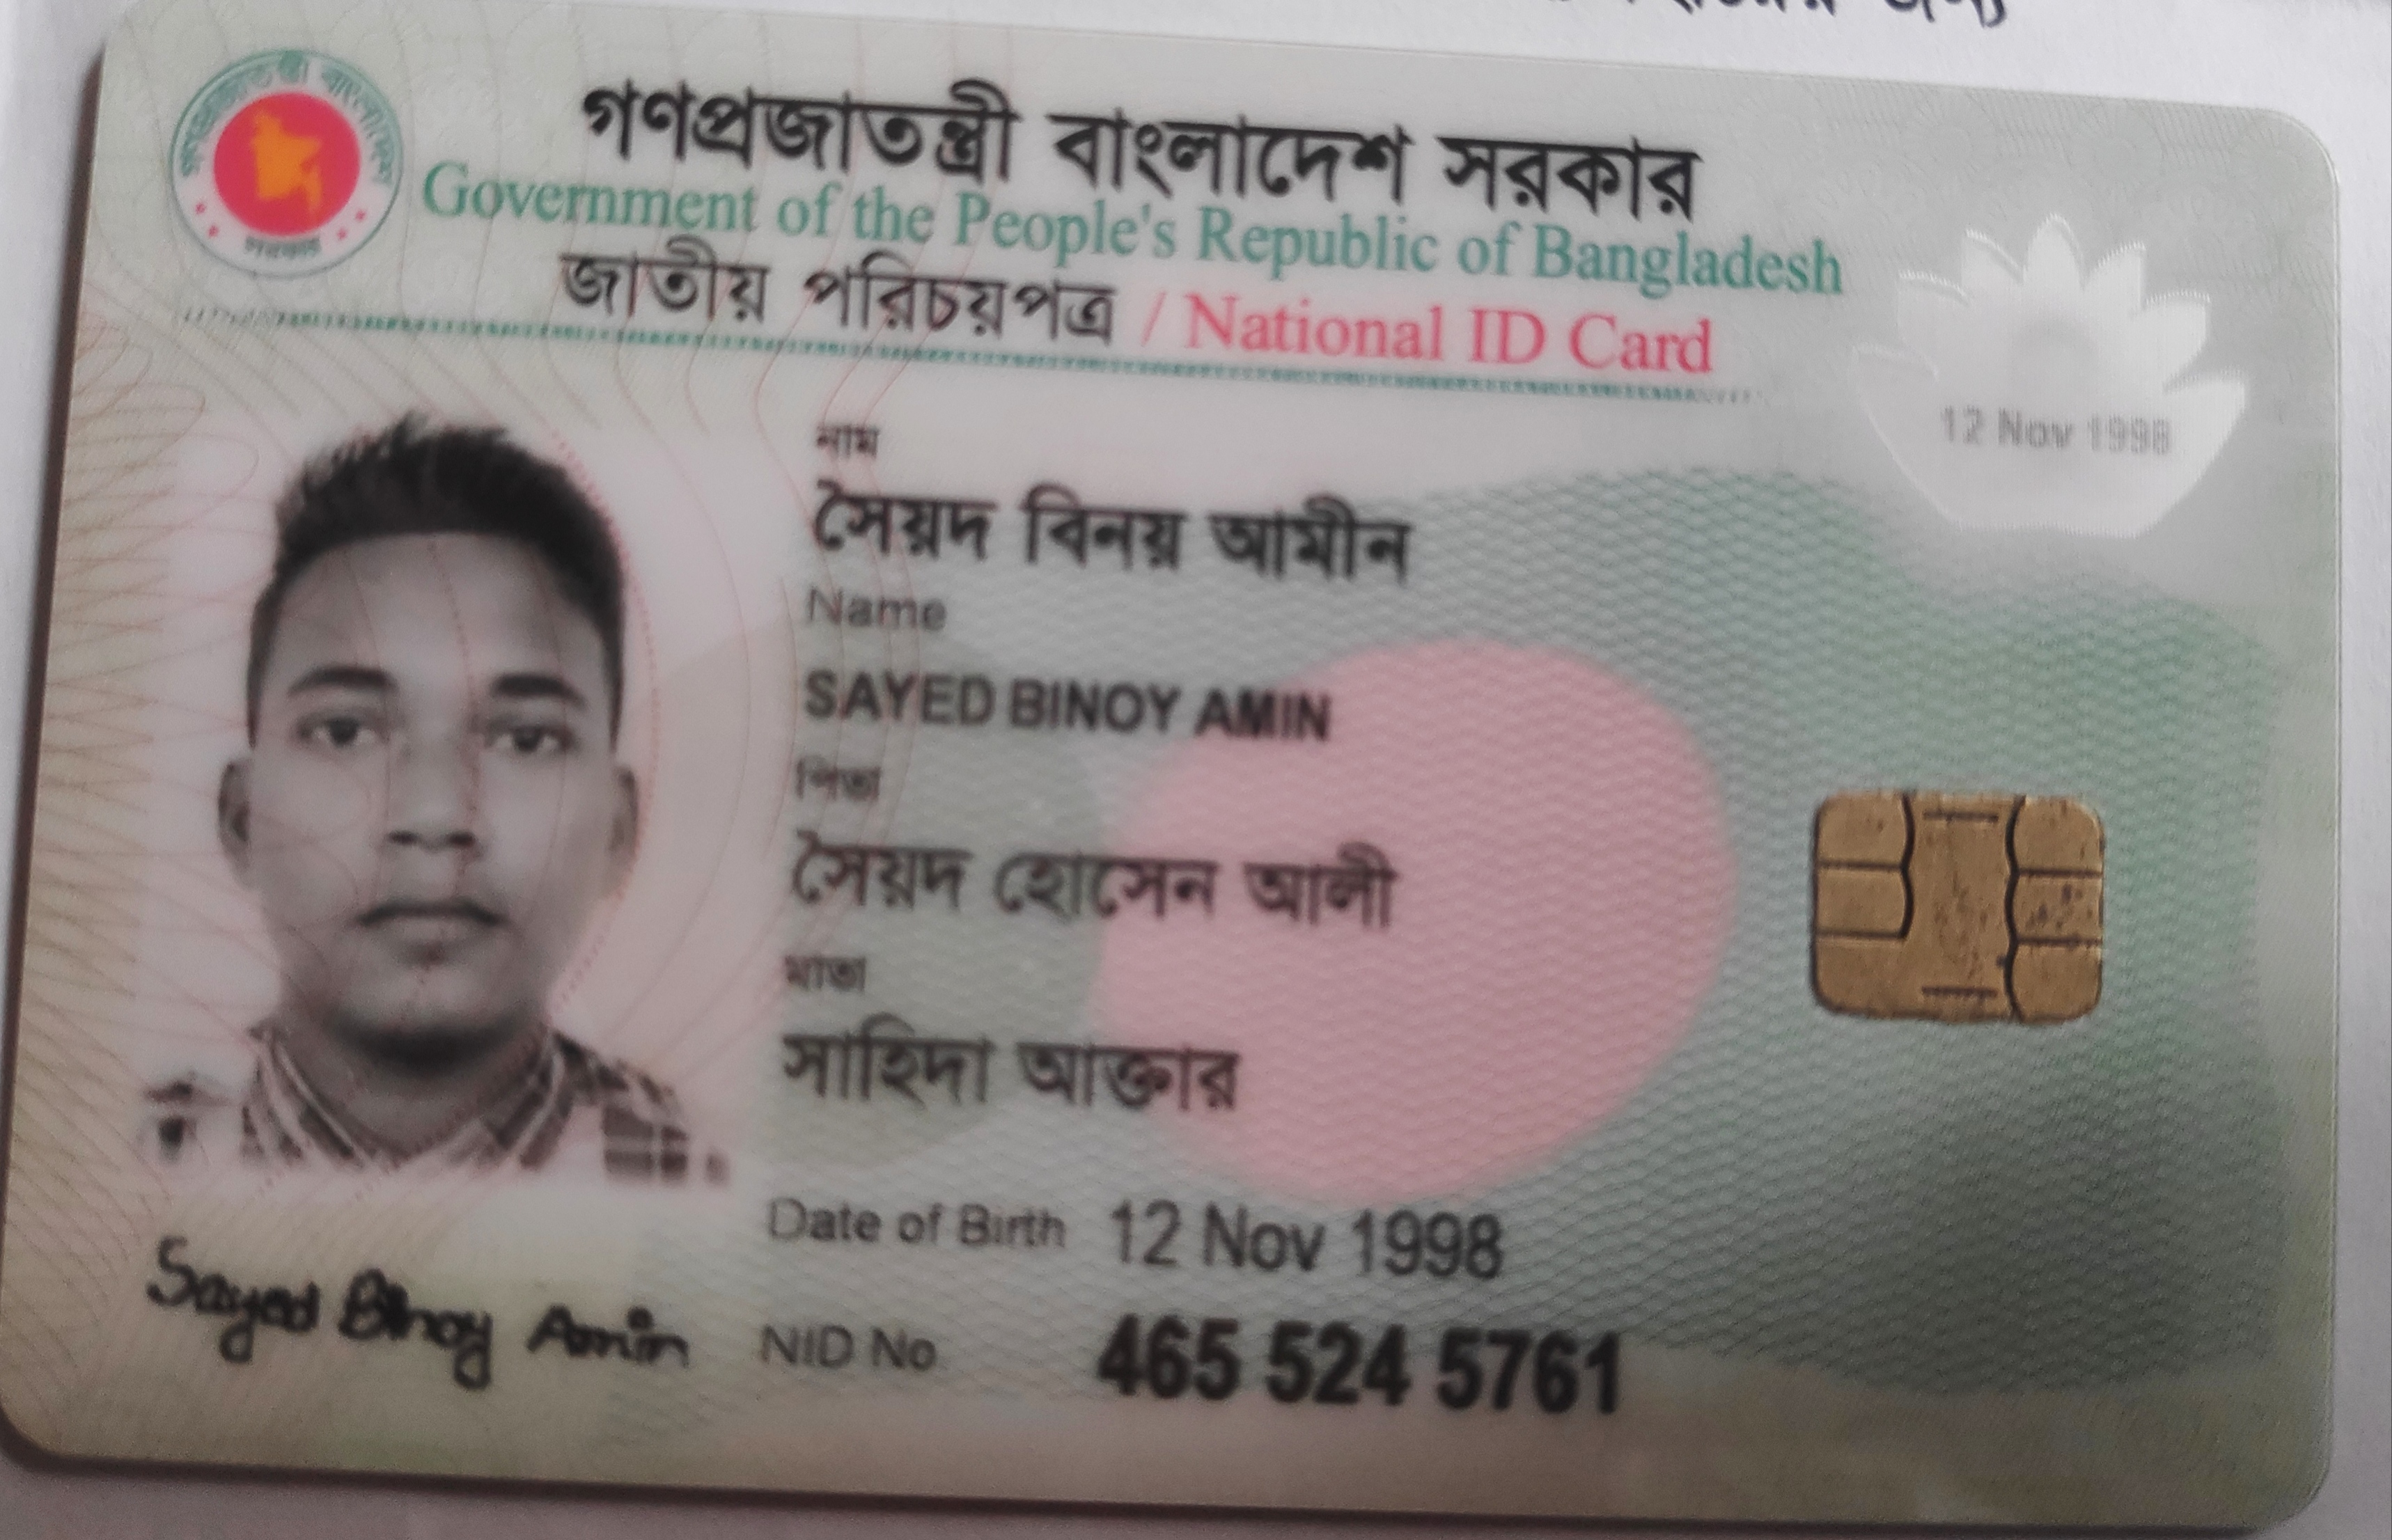 গণপ্রজাতন্ত্রী বাংলাদেশ সরকার
Government of the People's Republic of Bangladesh
জাতীয় পরিচয়পত্র / National ID Card
12 Nov 1998
নাম
সৈয়দ বিনয় আমীন
Name
SAYED BINOY AMIN
পিতা
সৈয়দ হোসেন আলী
মাতা
সাহিদা আক্তার
Date of Birth 12 Nov 1998
Sayed Binoy Amin
NID No. 465 524 5761